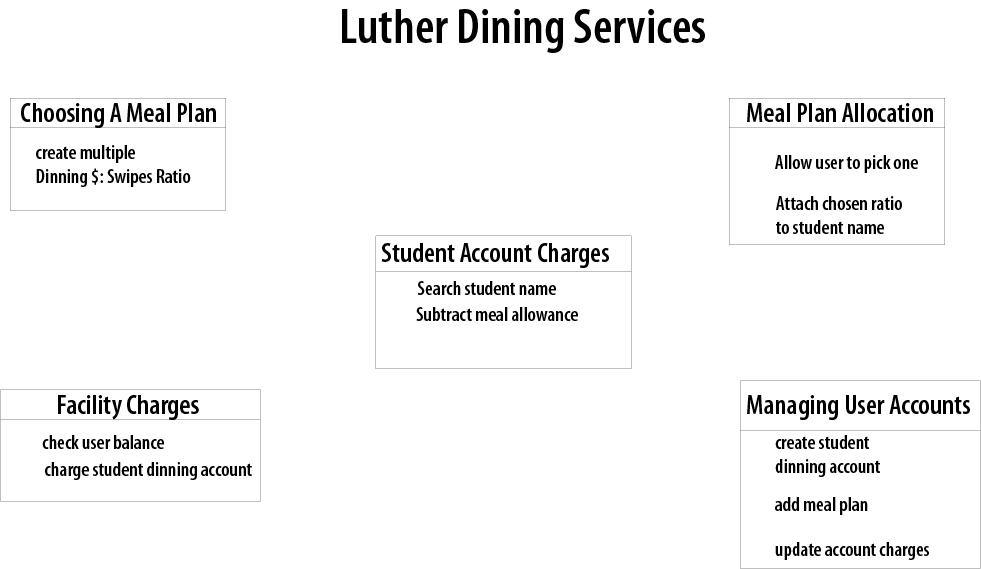 Luther Dining Services
Choosing A Meal Plan
create multiple
Dinning $: Swipes Ratio
Meal Plan Allocation
Allow user to pick one
Attach chosen ratio
to student name
Student Account Charges
Search student name
Subtract meal allowance
Facility Charges
check user balance
charge student dinning account
Managing User Accounts
create student
dinning account
add meal plan
update account charges